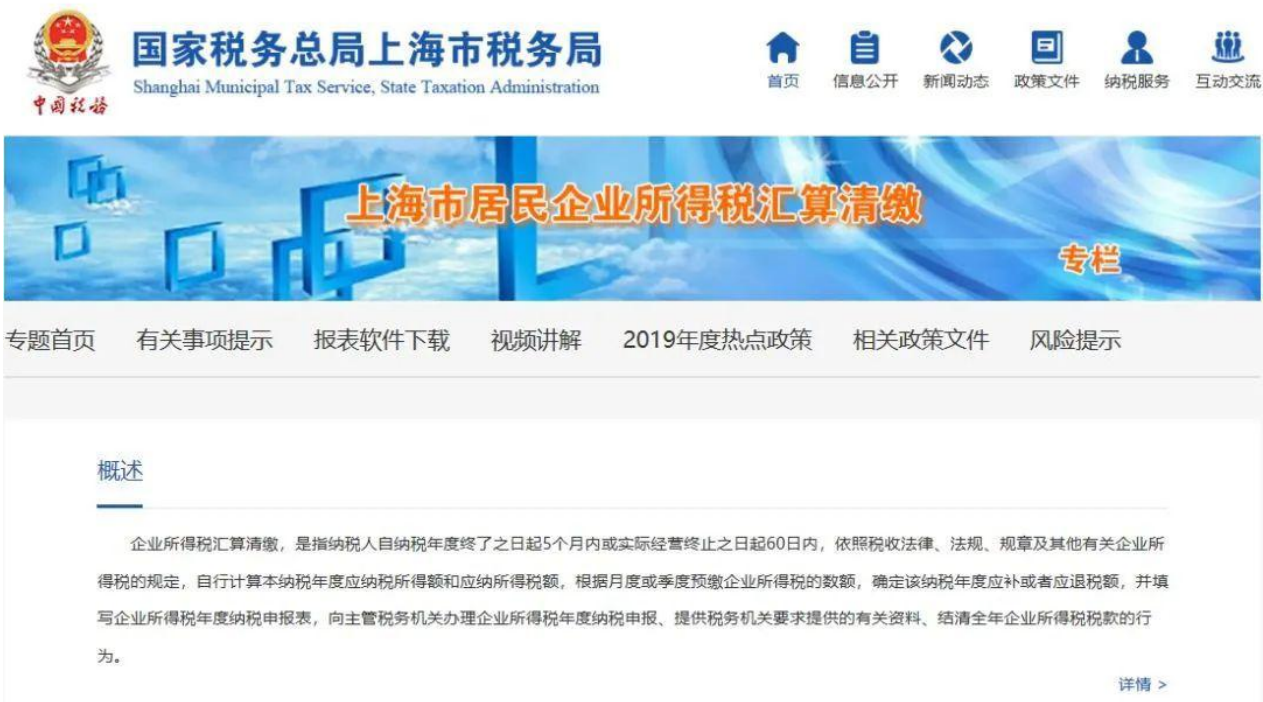 国家税务总局上海市税务局
Shanghai Municipal Tax Service, State Taxation Administration
中国税务
首页 信息公开 新闻动态 政策文件 纳税服务 互动交流
上海市居民企业所得税汇算清缴
专栏
专题首页 有关事项提示 报表软件下载 视频讲解 2019年度热点政策 相关政策文件 风险提示
概述
企业所得税汇算清缴，是指纳税人自纳税年度终了之日起5个月内或实际经营终止之日起60日内，依照税收法律、法规、规章及其他有关企业所
得税的规定，自行计算本纳税年度应纳税所得额和应纳所得税额，根据月度或季度预缴企业所得税的数额，确定该纳税年度应补或者应退税额，并填
写企业所得税年度纳税申报表，向主管税务机关办理企业所得税年度纳税申报、提供税务机关要求提供的有关资料、结清全年企业所得税税款的行
为。
详情 >